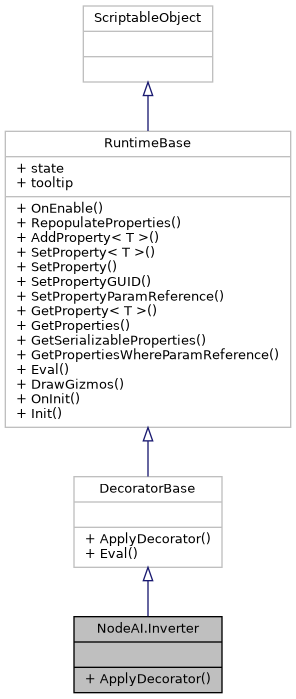 ScriptableObject
RuntimeBase
+ state
+ tooltip
+ OnEnable()
+ RepopulateProperties()
+ AddProperty< T >()
+ SetProperty< T >()
+ SetProperty()
+ SetPropertyGUID()
+ SetPropertyParamReference()
+ GetProperty< T >()
+ GetProperties()
+ GetSerializableProperties()
+ GetPropertiesWhereParamReference()
+ Eval()
+ DrawGizmos()
+ OnInit()
+ Init()
DecoratorBase
+ ApplyDecorator()
+ Eval()
NodeAI.Inverter
+ ApplyDecorator()